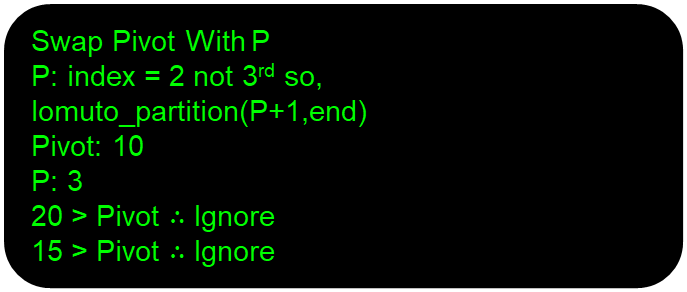 Swap Pivot With P
P: index = 2 not 3rd so,
lomuto_partition(P+1,end)
Pivot: 10
P: 3
20 > Pivot ∴ Ignore
15 > Pivot ∴ Ignore